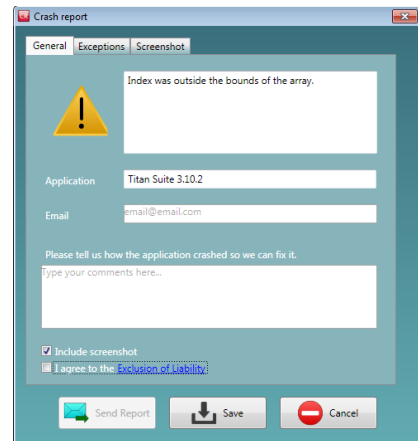 Crash report
General Exceptions Screenshot
Index was outside the bounds of the array.
Application Titan Suite 3.10.2
Email email@email.com
Please tell us how the application crashed so we can fix it.
Type your comments here...
Include screenshot
I agree to the Exclusion of Liability
Send Report Save Cancel